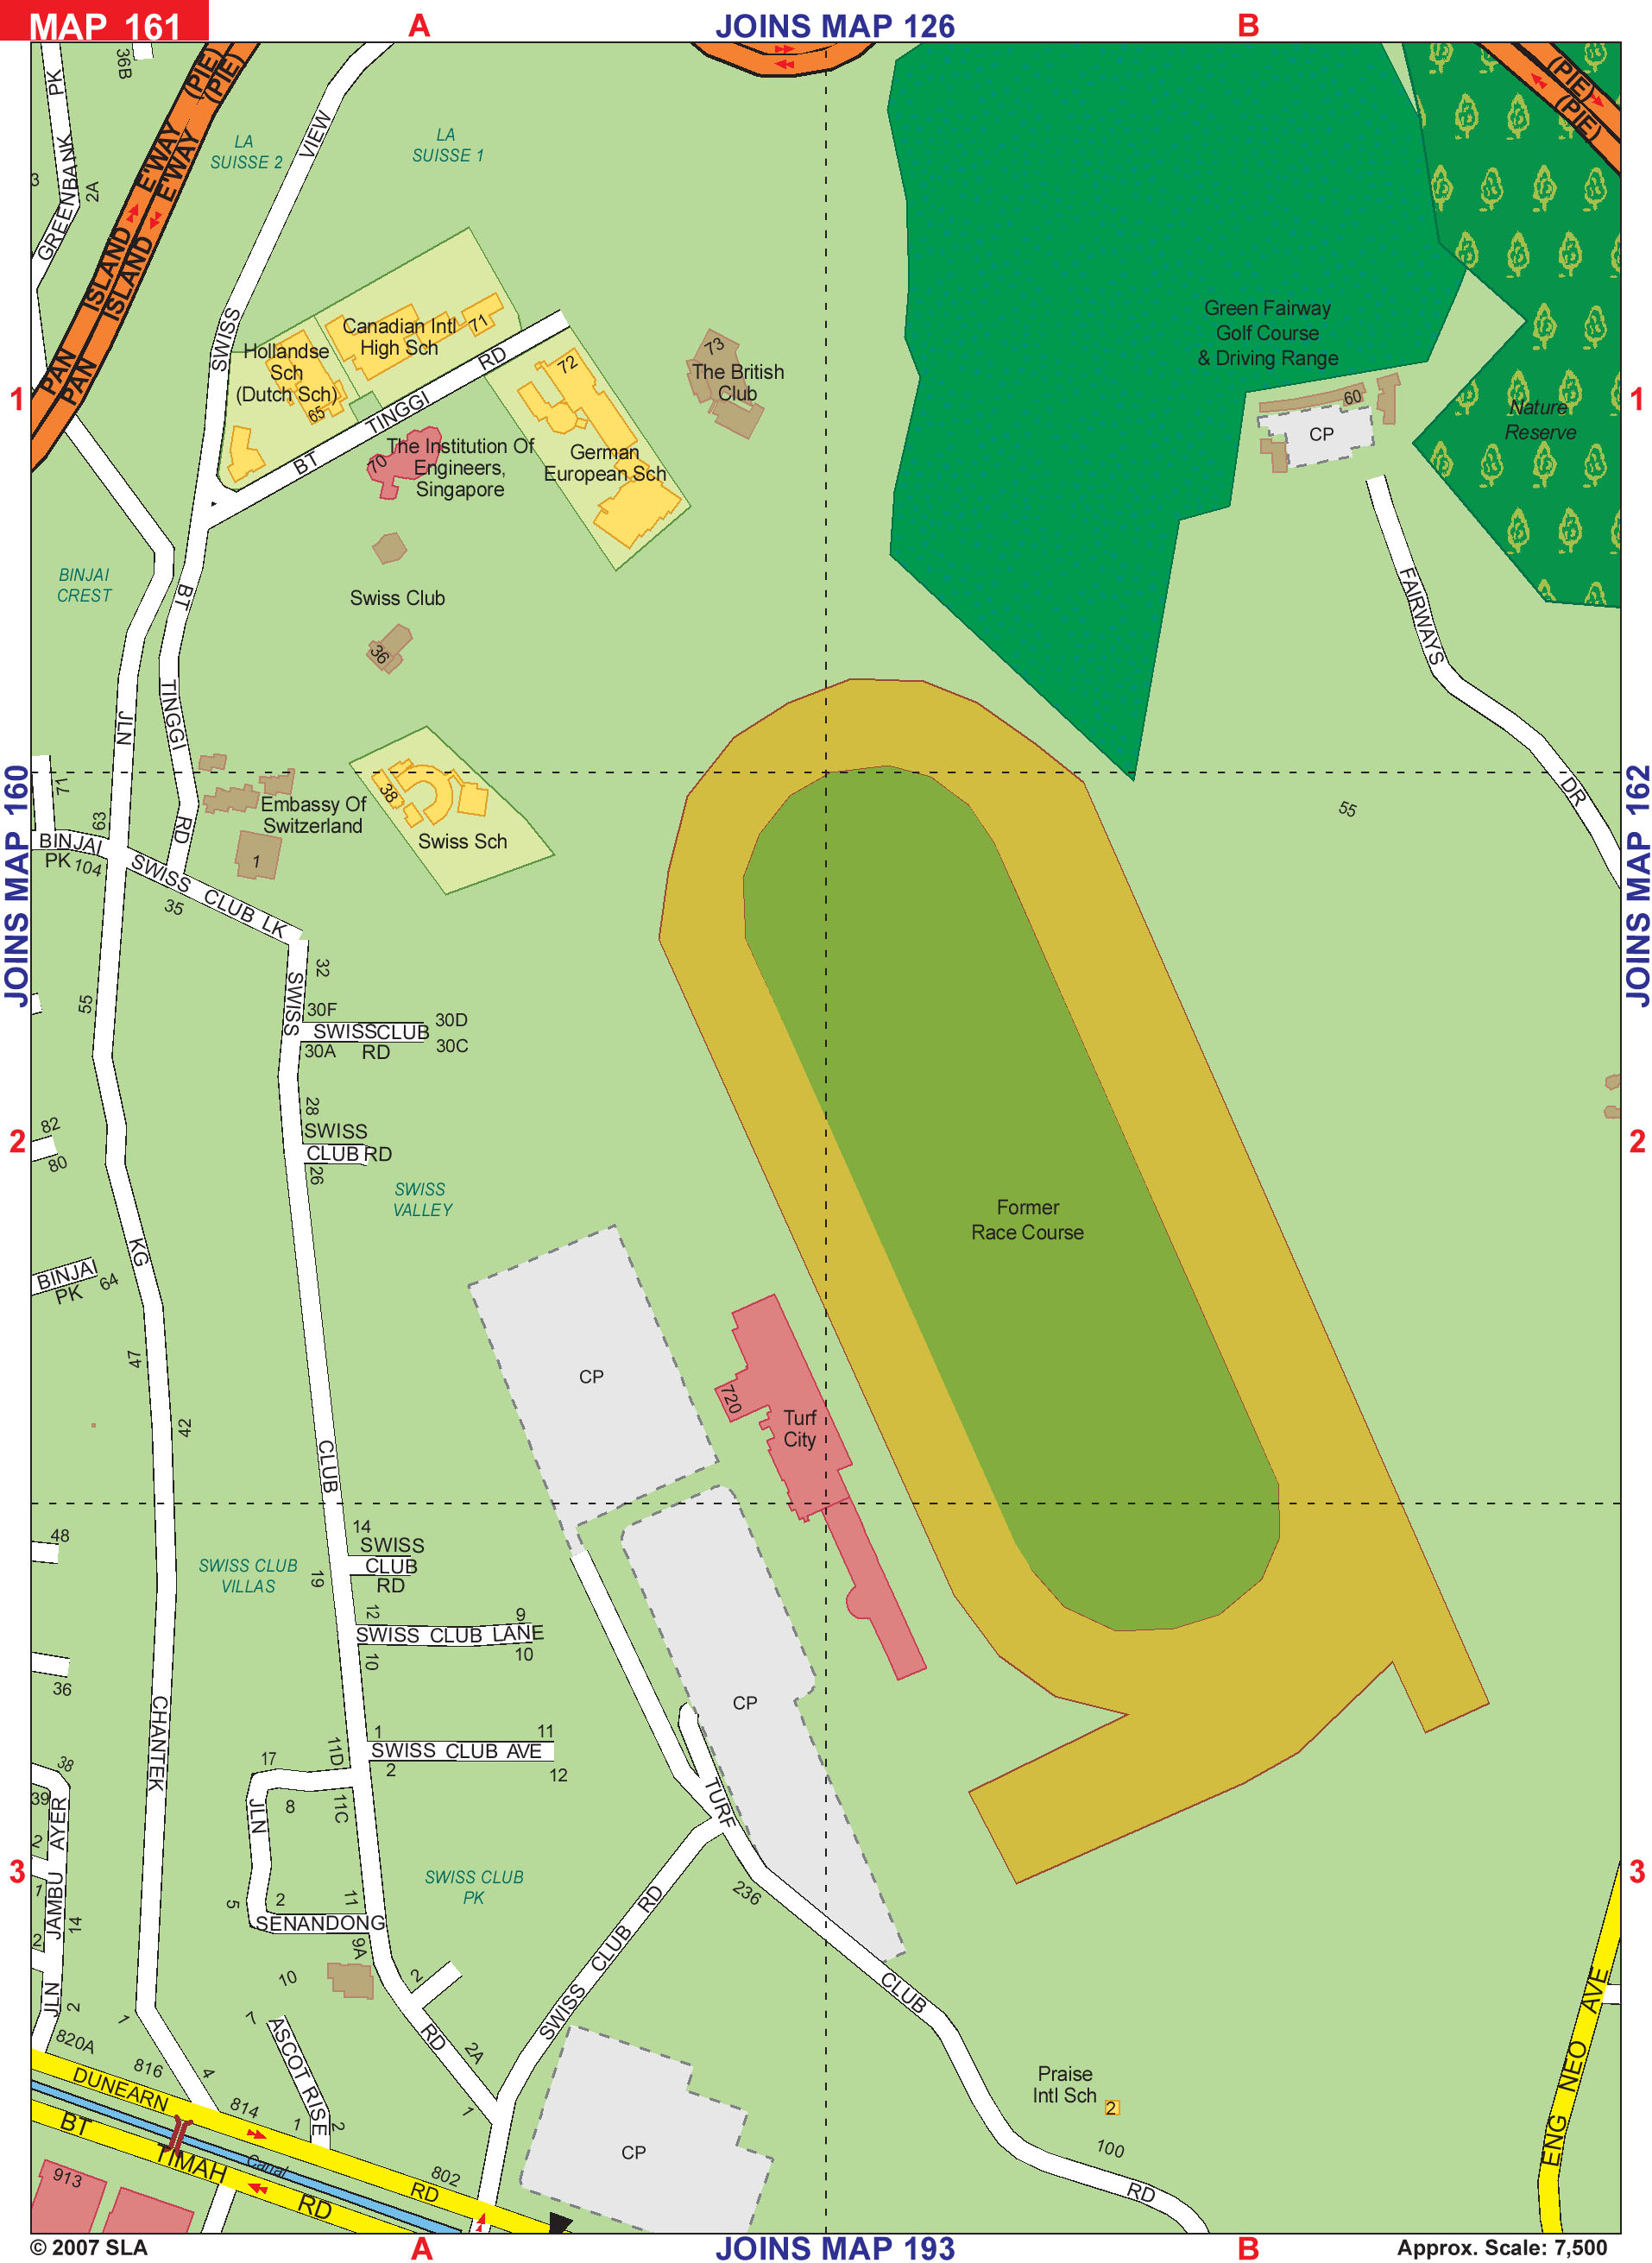 MAP 161
A
JOINS MAP 126
B
PK
36B
(PIE)
(PIE)
(PIE)
(PIE)
VIEW
LA
SUISSE 2
LA
SUISSE 1
E'WAY
E'WAY
3
GREENBANK
2A
ISLAND
ISLAND
PAN
PAN
SWISS
Canadian Intl
High Sch
71
Hollandse
Sch
(Dutch Sch)
65
RD
TINGGI
BT
72
73
The British
Club
Green Fairway
Golf Course
& Driving Range
60
CP
Nature
Reserve
1
1
The Institution Of
Engineers,
Singapore
70
German
European Sch
BINJAI
CREST
BT
Swiss Club
36
FAIRWAYS
TINGGI
JLN
JOINS MAP 160
JOINS MAP 162
71
38
DR
55
63
RD
Embassy Of
Switzerland
Swiss Sch
BINJAI
PK
104
1
SWISS CLUB LK
35
32
55
SWISS
30F
30D
SWISS CLUB
30A
RD
30C
28
82
80
SWISS
CLUB RD
26
2
2
SWISS
VALLEY
Former
Race Course
KG
BINJAI
PK
64
47
CP
720
Turf
City
42
CLUB
48
14
SWISS
CLUB
RD
SWISS CLUB
VILLAS
19
12
9
SWISS CLUB LANE
10
10
36
CP
CHANTEK
11D
1
11
SWISS CLUB AVE
2
12
17
38
39
8
JLN
11C
TURF
2
JAMBU AYER
3
3
SWISS CLUB
PK
236
1
5
2
11
14
SENANDONG
RD
2
9A
10
2
SWISS CLUB
CLUB
AVE
JLN
2
7
1
820A
RD
2A
ASCOT RISE
816
4
Praise
Intl Sch
2
NEO
DUNEARN
814
1
2
1
100
BT
TIMAH
Canal
802
CP
ENG
913
RD
RD
RD
© 2007 SLA
A
JOINS MAP 193
B
Approx. Scale: 7,500